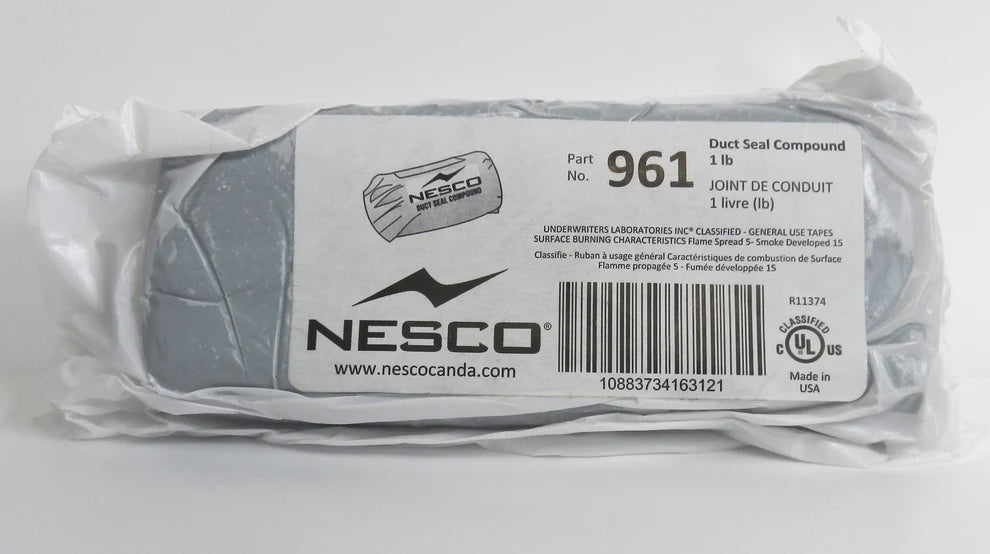 NESCO
DUCT SEAL COMPOUND
Part
No.
961
Duct Seal Compound
1 lb
JOINT DE CONDUIT
1 livre (lb)
UNDERWRITERS LABORATORIES INC® CLASSIFIED - GENERAL USE TAPES
SURFACE BURNING CHARACTERISTICS Flame Spread 5- Smoke Developed 15
Classifie - Ruban à usage général Caractéristiques de combustion de Surface
Flamme propagée 5 - Fumée développée 15
NESCO®
www.nescocanda.com
10883734163121
R11374
CLASSIFIED
C UL US
Made in
USA